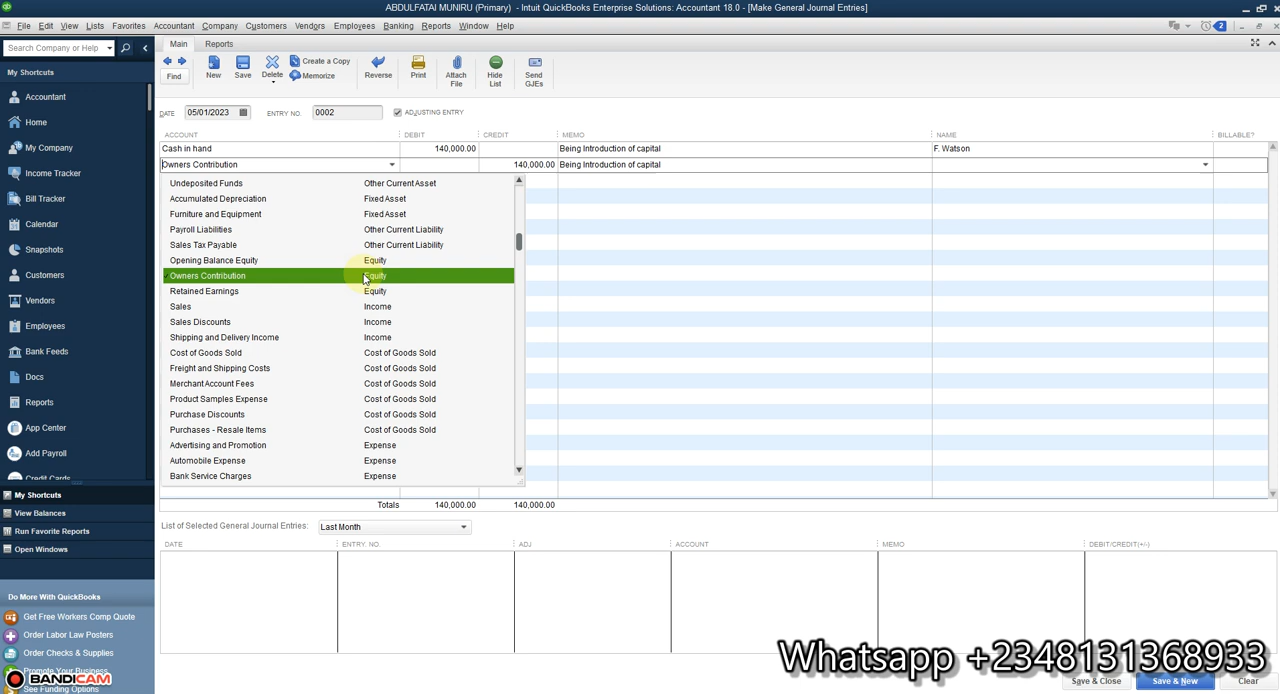 ABDULFATAI MUNIRU (Primary) - Intuit QuickBooks Enterprise Solutions: Accountant 18.0 - [Make General Journal Entries]
File Edit View Lists Favorites Accountant Company Customers Vendors Employees Banking Reports Window Help 2
Search Company or Help
Main Reports
My Shortcuts
Find New Save Delete Create a Copy Memorize Reverse Print Attach File Hide List Send GJEs
Accountant
Home
My Company
Income Tracker
Bill Tracker
Calendar
Snapshots
Customers
Vendors
Employees
Bank Feeds
Docs
Reports
App Center
Add Payroll
Credit Cards
My Shortcuts
View Balances
Run Favorite Reports
Open Windows
Do More With QuickBooks
Get Free Workers Comp Quote
Order Labor Law Posters
Order Checks & Supplies
Promote Your Business
See Funding Options
BANDICAM
DATE 05/01/2023 ENTRY NO. 0002 ADJUSTING ENTRY
ACCOUNT DEBIT CREDIT MEMO NAME BILLABLE?
Cash in hand 140,000.00 Being Introduction of capital F. Watson
Owners Contribution 140,000.00 Being Introduction of capital
Undeposited Funds Other Current Asset
Accumulated Depreciation Fixed Asset
Furniture and Equipment Fixed Asset
Payroll Liabilities Other Current Liability
Sales Tax Payable Other Current Liability
Opening Balance Equity Equity
Owners Contribution Equity
Retained Earnings Equity
Sales Income
Sales Discounts Income
Shipping and Delivery Income Income
Cost of Goods Sold Cost of Goods Sold
Freight and Shipping Costs Cost of Goods Sold
Merchant Account Fees Cost of Goods Sold
Product Samples Expense Cost of Goods Sold
Purchase Discounts Cost of Goods Sold
Purchases - Resale Items Cost of Goods Sold
Advertising and Promotion Expense
Automobile Expense Expense
Bank Service Charges Expense
Totals 140,000.00 140,000.00
List of Selected General Journal Entries: Last Month
DATE ENTRY. NO. ADJ ACCOUNT MEMO DEBIT/CREDIT(+/-)
Whatsapp +2348131368933
Save & Close Save & New Clear